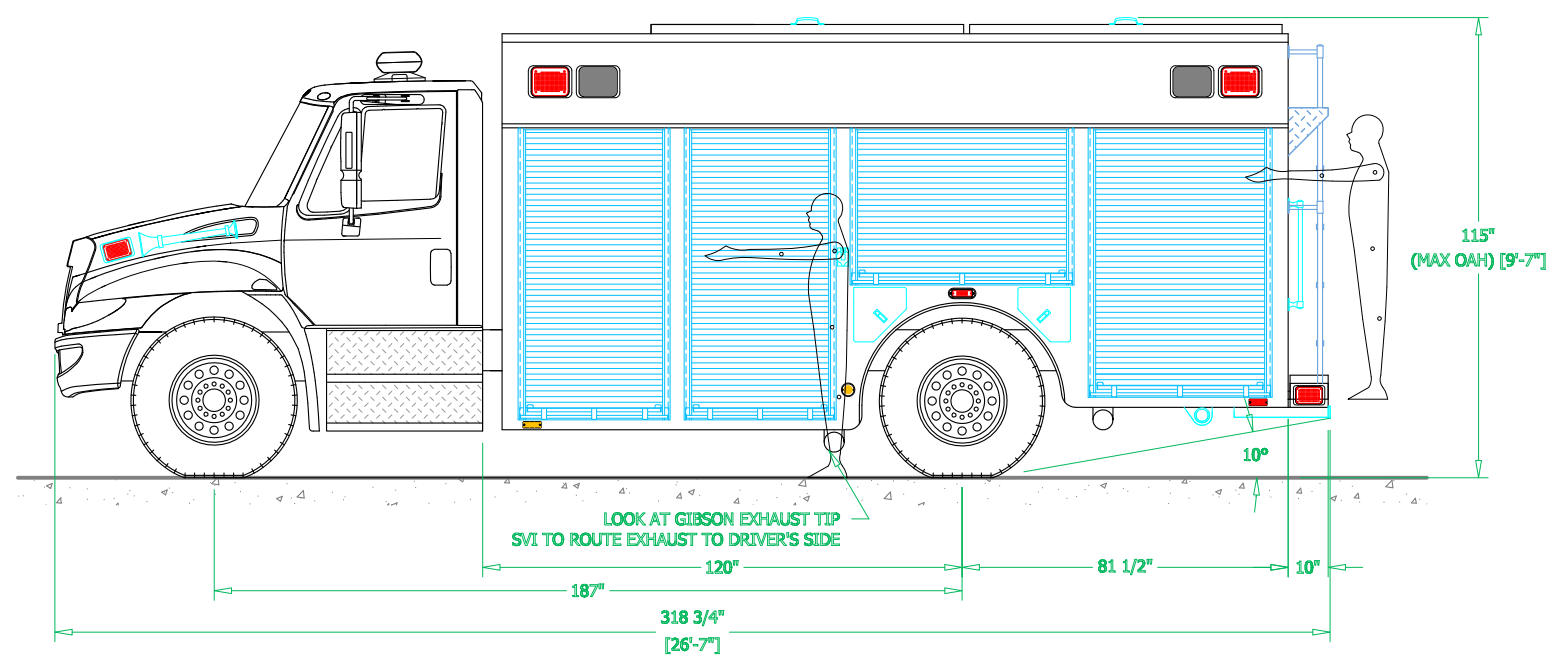 115"
(MAX OAH) [9'-7"]
10°
LOOK AT GIBSON EXHAUST TIP
SVI TO ROUTE EXHAUST TO DRIVER'S SIDE
120"
81 1/2"
10"
187"
318 3/4"
[26'-7"]